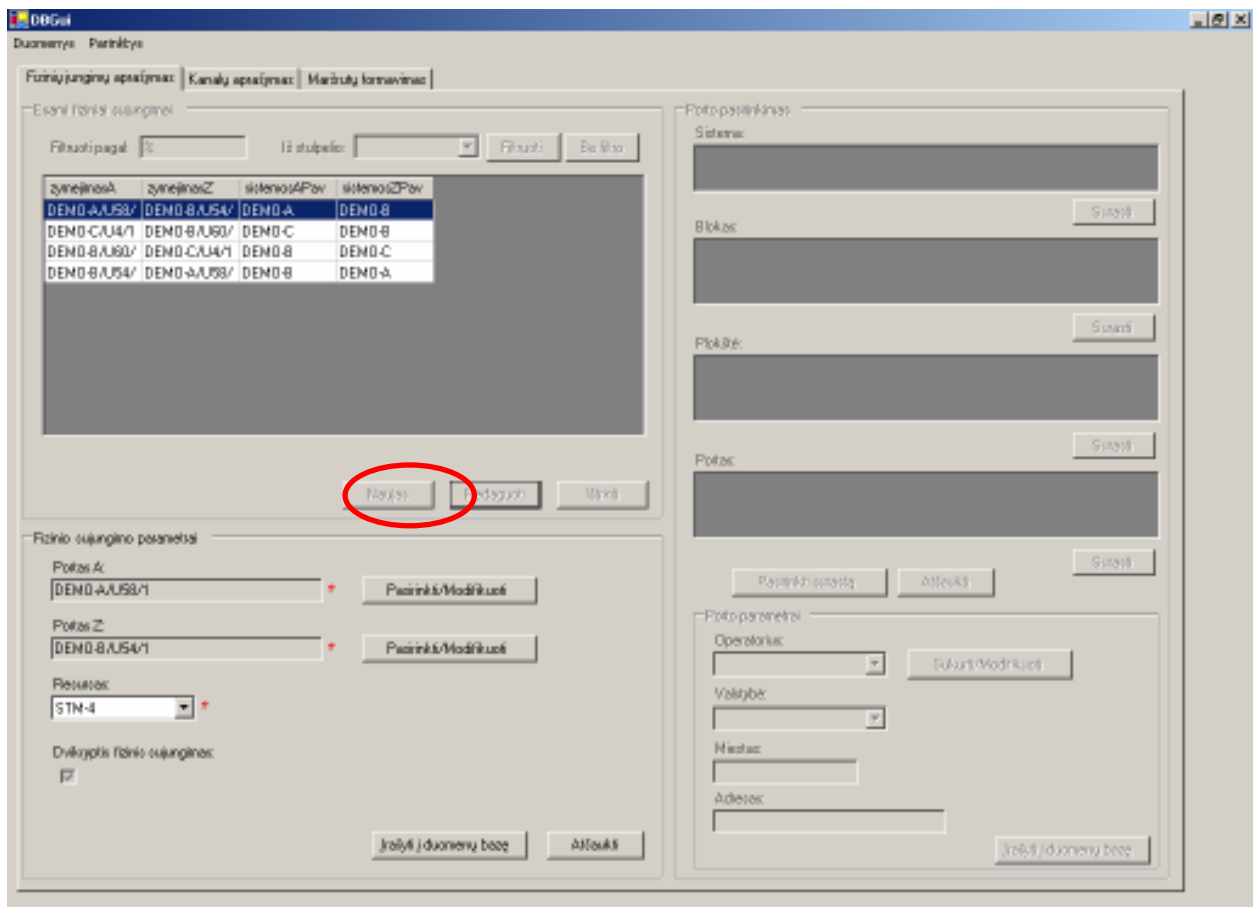 DBGui
Duomenys Parinktys
Fizinių jungimų aprašymas Kanalų aprašymas Maršrutų formavimas
Esami fiziniai sujungimai
Filtruoti pagal: %
Iš stulpelio:
Filtruoti
Be filtro
zymejimasA zymejimasZ sistemosAPav sistemosZPav
DEMO-A/U58/ DEMO-B/U54/ DEMO-A DEMO-B
DEMO-C/U4/1 DEMO-B/U60/ DEMO-C DEMO-B
DEMO-B/U60/ DEMO-C/U4/1 DEMO-B DEMO-C
DEMO-B/U54/ DEMO-A/U58/ DEMO-B DEMO-A
Naujas Redaguoti Ištrinti
Fizinio sujungimo parametrai
Portas A:
DEMO-A/U58/1 * Pasirinkti/Modifikuoti
Portas Z:
DEMO-B/U54/1 * Pasirinkti/Modifikuoti
Resursas:
STM-4 *
Dvikryptis fizinio sujungimas:
Įrašyti į duomenų bazę Atšaukti
Porto pasirinkimas
Sistema:
Surasti
Blokas:
Surasti
Plokštė:
Surasti
Portas:
Surasti
Pasirinkti surastą Atšaukti
Porto parametrai
Operatorius:
Sukurti/Modifikuoti
Valstybė:
Miestas:
Adresas:
Įrašyti į duomenų bazę